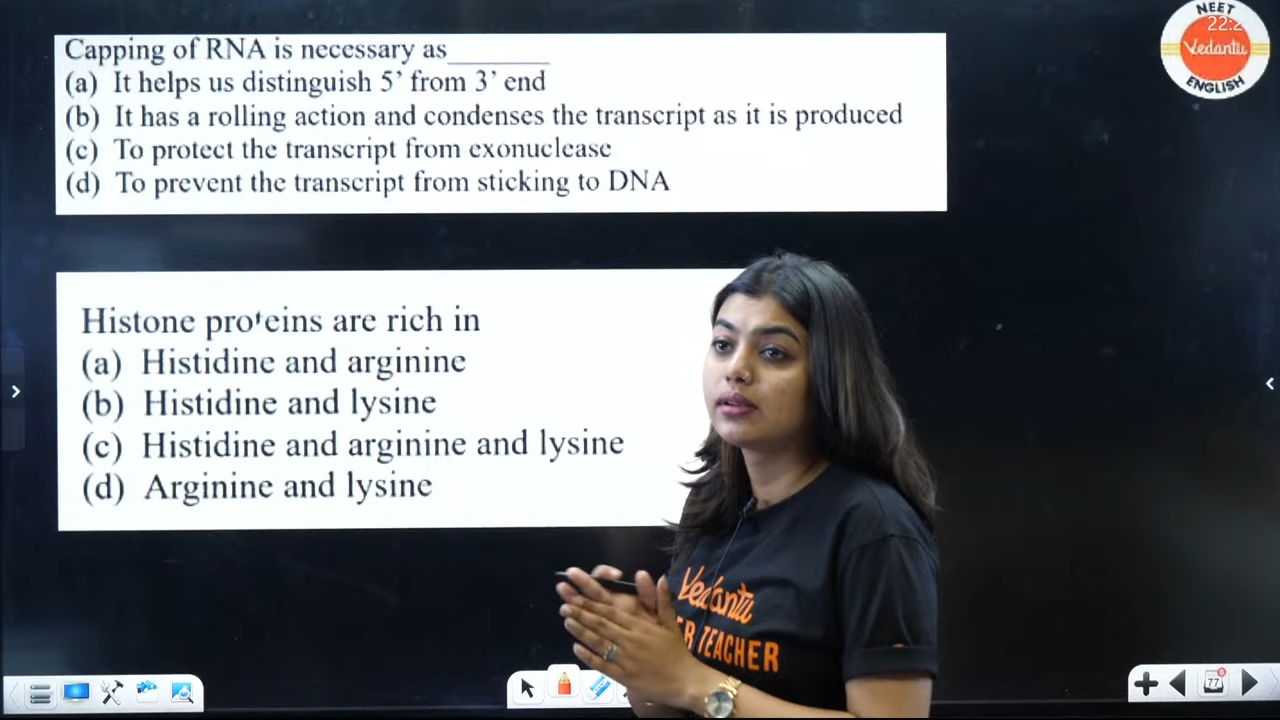 NEET
22:2
Vedantu
ENGLISH
Capping of RNA is necessary as________
(a) It helps us distinguish 5’ from 3’ end
(b) It has a rolling action and condenses the transcript as it is produced
(c) To protect the transcript from exonuclease
(d) To prevent the transcript from sticking to DNA
Histone proteins are rich in
(a) Histidine and arginine
(b) Histidine and lysine
(c) Histidine and arginine and lysine
(d) Arginine and lysine
Vedantu
TEACHER
77